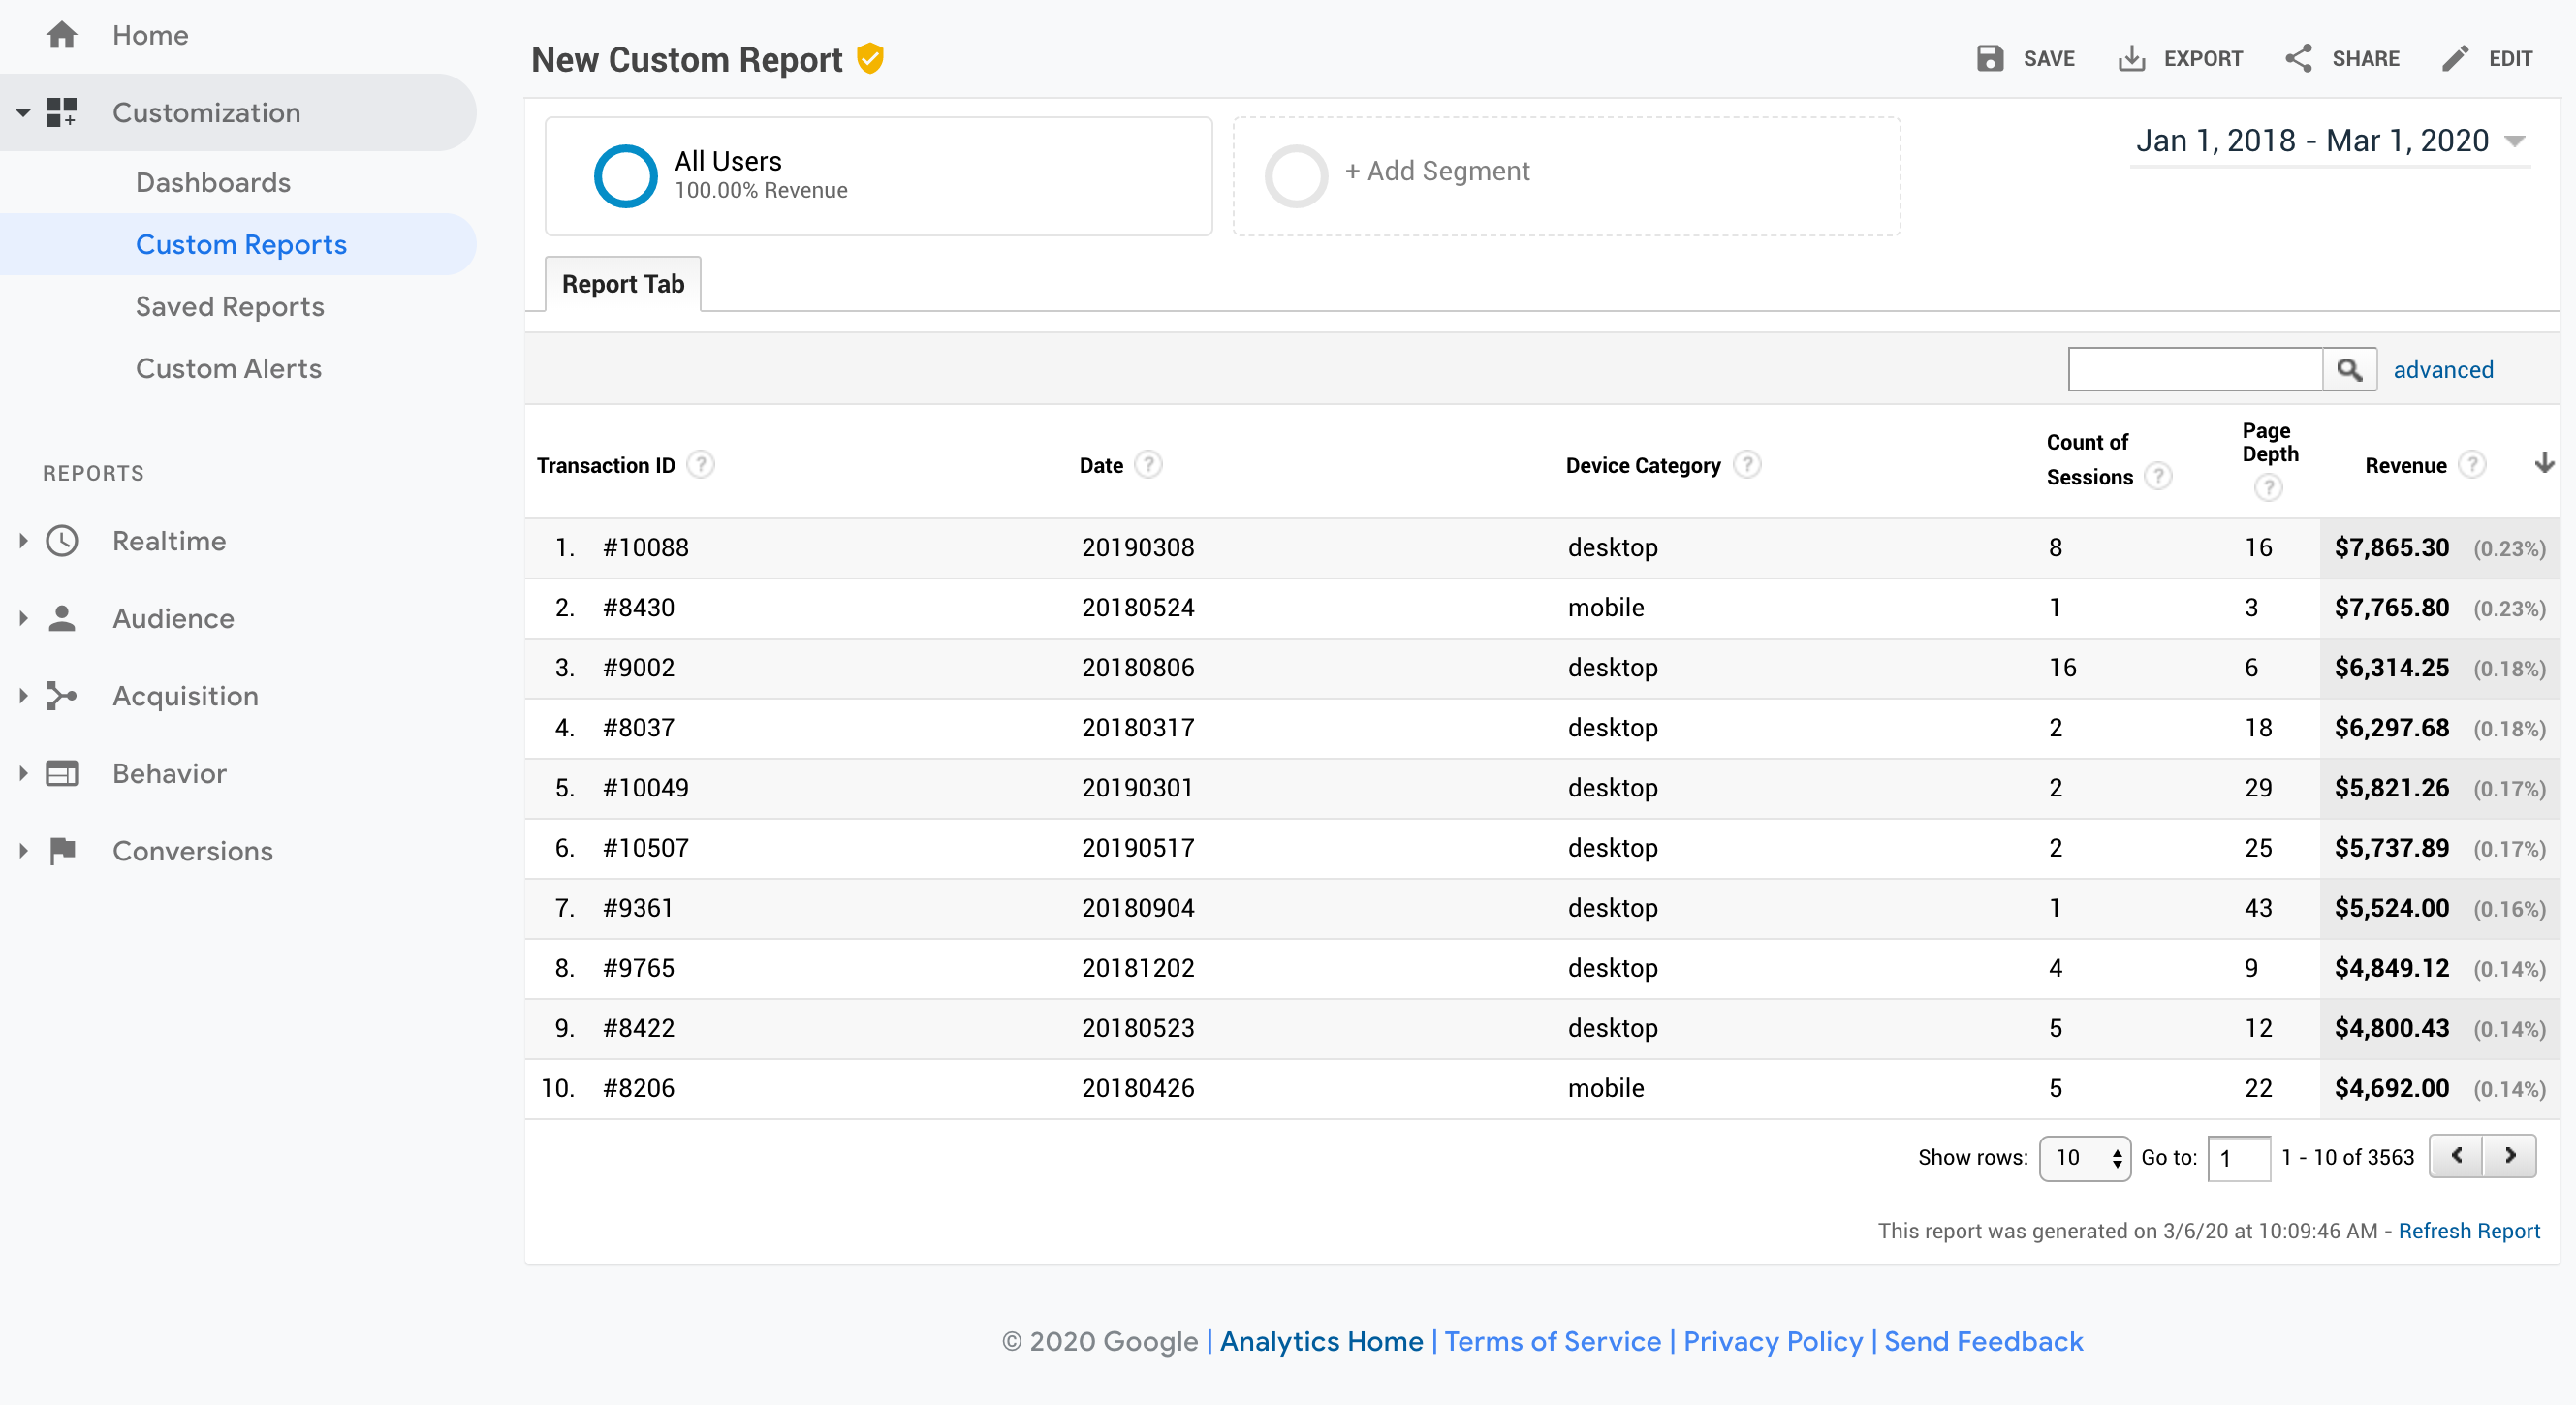 Home
Customization
Dashboards
Custom Reports
Saved Reports
Custom Alerts
REPORTS
Realtime
Audience
Acquisition
Behavior
Conversions
New Custom Report
SAVE EXPORT SHARE EDIT
All Users
100.00% Revenue
+ Add Segment
Jan 1, 2018 - Mar 1, 2020
Report Tab
advanced
Transaction ID ? Date ? Device Category ? Count of Sessions ? Page Depth ? Revenue ?
1. #10088 20190308 desktop 8 16 $7,865.30 (0.23%)
2. #8430 20180524 mobile 1 3 $7,765.80 (0.23%)
3. #9002 20180806 desktop 16 6 $6,314.25 (0.18%)
4. #8037 20180317 desktop 2 18 $6,297.68 (0.18%)
5. #10049 20190301 desktop 2 29 $5,821.26 (0.17%)
6. #10507 20190517 desktop 2 25 $5,737.89 (0.17%)
7. #9361 20180904 desktop 1 43 $5,524.00 (0.16%)
8. #9765 20181202 desktop 4 9 $4,849.12 (0.14%)
9. #8422 20180523 desktop 5 12 $4,800.43 (0.14%)
10. #8206 20180426 mobile 5 22 $4,692.00 (0.14%)
Show rows: 10 Go to: 1 1 - 10 of 3563
This report was generated on 3/6/20 at 10:09:46 AM - Refresh Report
© 2020 Google | Analytics Home | Terms of Service | Privacy Policy | Send Feedback